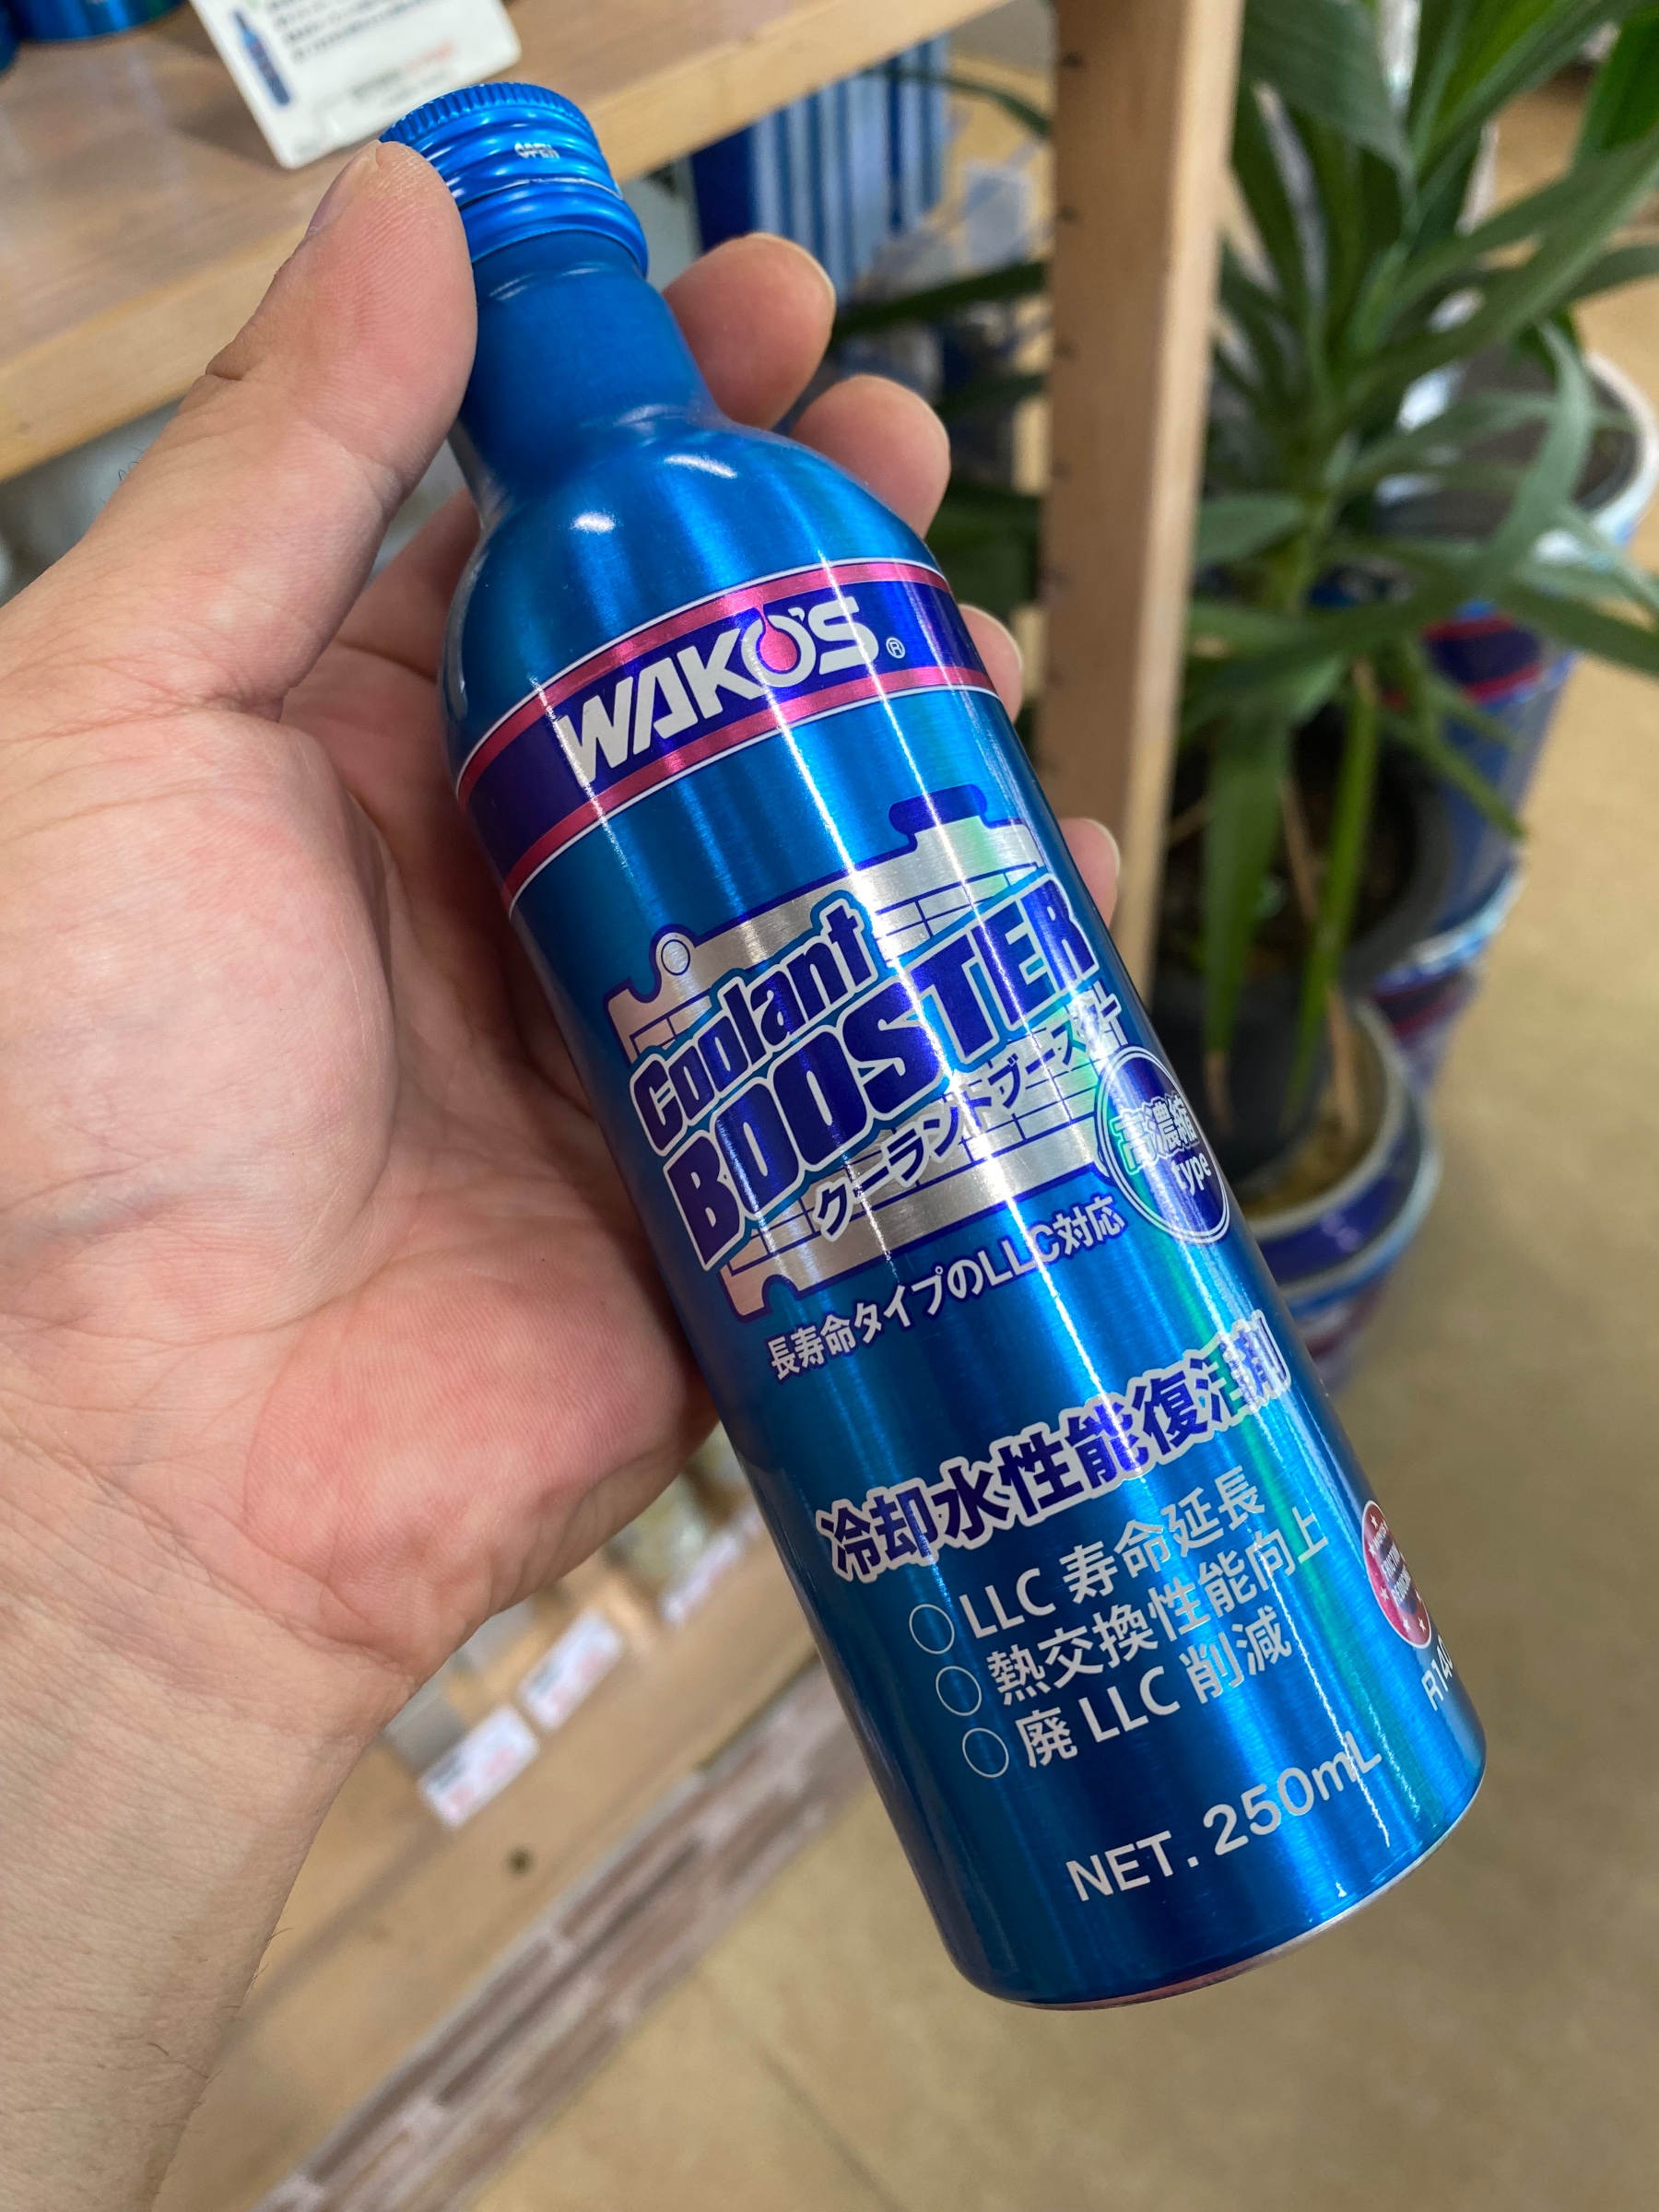 OPEN
WAKO'S®
Coolant
BOOSTER
クーラントブースター
高濃縮
type
長寿命タイプのLLC対応
冷却水性能復活剤
○ LLC 寿命延長
○ 熱交換性能向上
○ 廃 LLC 削減
R140
NET. 250mL